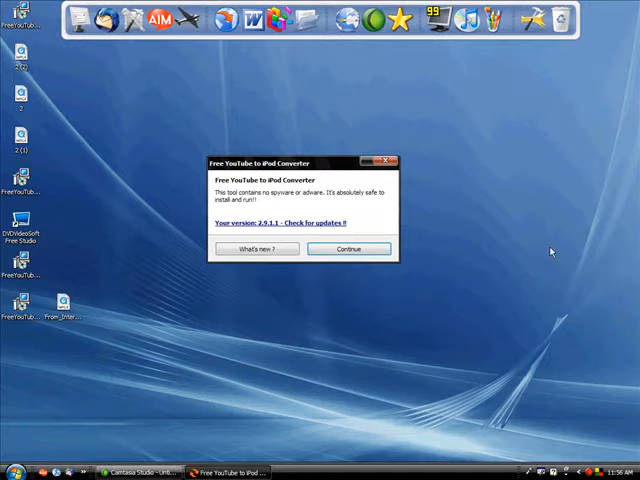 FreeYouTub...
AIM
W
99
2 (2)
2
2 (1)
FreeYouTub...
DVDVideoSoft
Free Studio
FreeYouTub...
FreeYouTub...
From_Inter...
Free YouTube to iPod Converter
Free YouTube to iPod Converter
This tool contains no spyware or adware. It's absolutely safe to
install and run!!
Your version: 2.9.1.1 - Check for updates !!
What's new ?
Continue
Camtasia Studio - Unti...
Free YouTube to iPod ...
11:56 AM